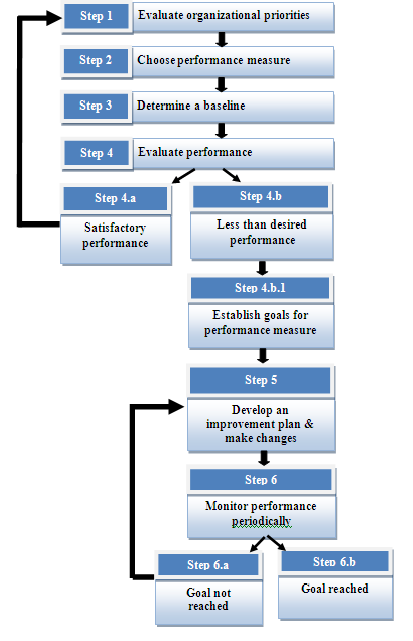 Step 1
Evaluate organizational priorities
Step 2
Choose performance measure
Step 3
Determine a baseline
Step 4
Evaluate performance
Step 4.a
Satisfactory
performance
Step 4.b
Less than desired
performance
Step 4.b.1
Establish goals for
performance measure
Step 5
Develop an
improvement plan &
make changes
Step 6
Monitor performance
periodically
Step 6.a
Goal not
reached
Step 6.b
Goal reached